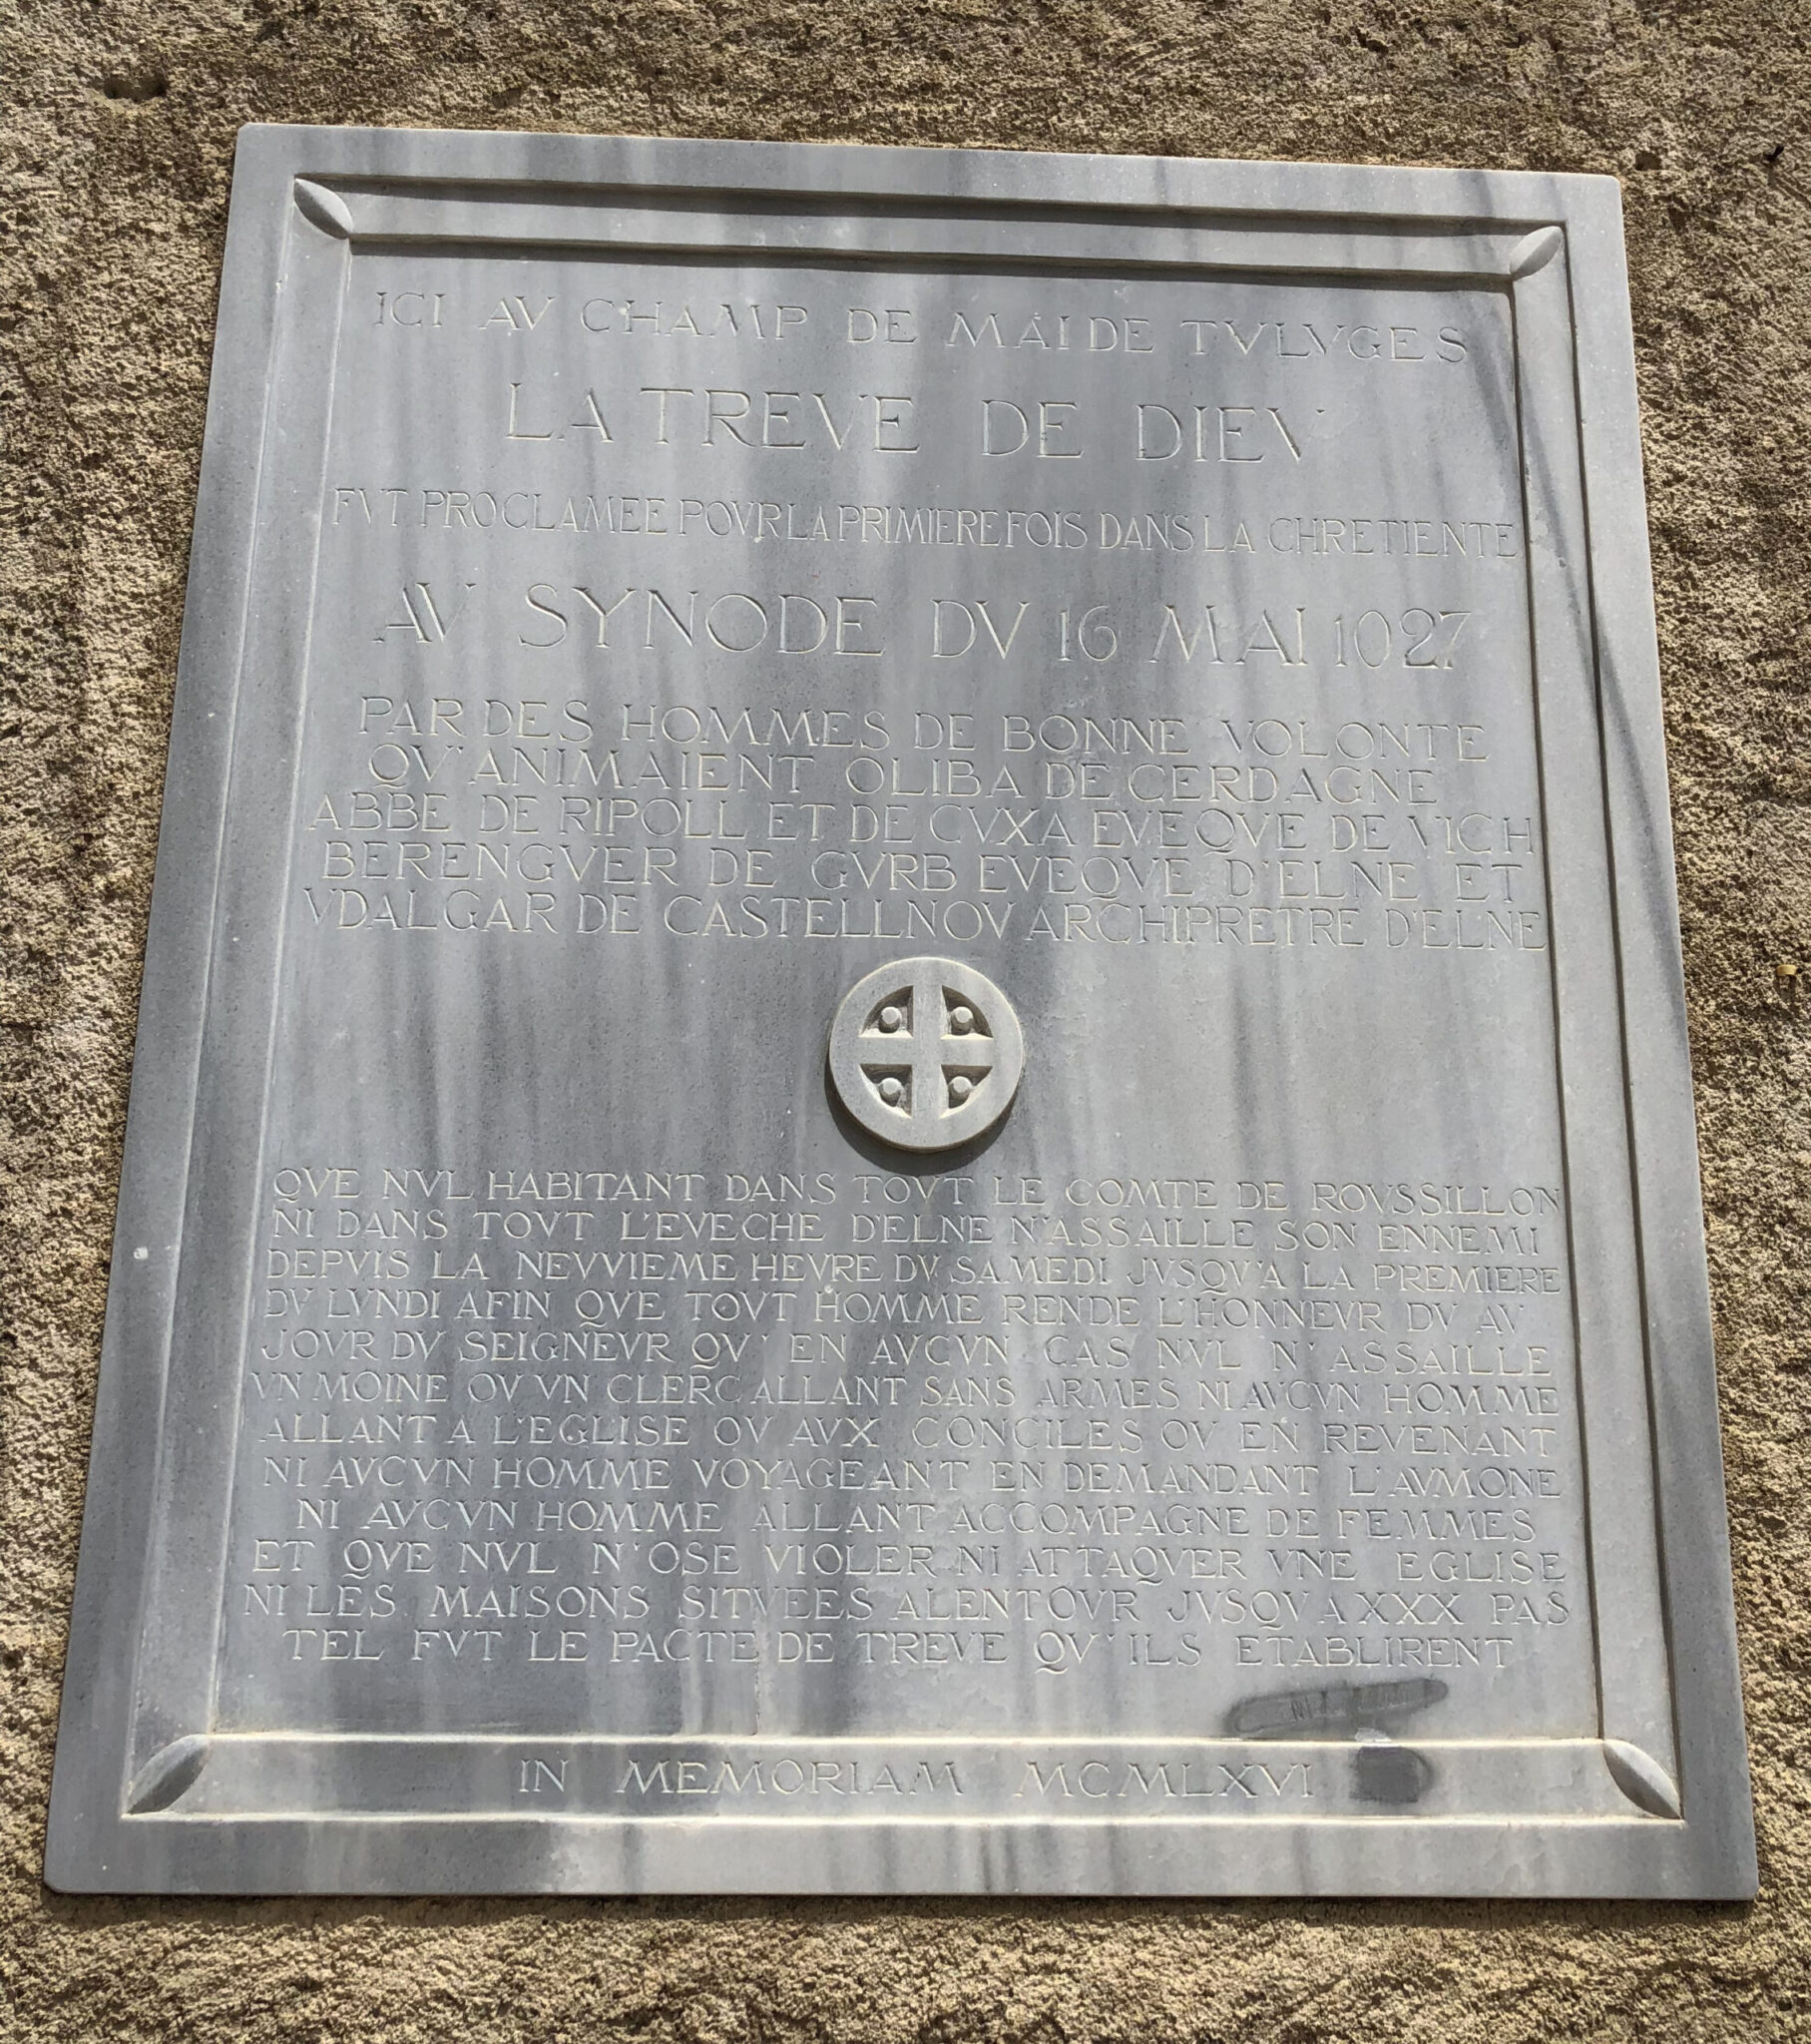 ICI AV CHAMP DE MAI DE TVLVGES
LA TREVE DE DIEV
FVT PROCLAMEE POVR LA PRIMIERE FOIS DANS LA CHRETIENTE
AV SYNODE DV 16 MAI 1027
PAR DES HOMMES DE BONNE VOLONTE
QV'ANIMAIENT OLIBA DE CERDAGNE
ABBE DE RIPOLL ET DE CVXA EVEQVE DE VICH
BERENGVER DE GVRB EVEQVE D'ELNE ET
VDALGAR DE CASTELLNOV ARCHIPRETRE D'ELNE
QVE NVL HABITANT DANS TOVT LE COMTE DE ROVSSILLON
NI DANS TOVT L'EVECHE D'ELNE N'ASSAILLE SON ENNEMI
DEPVIS LA NEVVIEME HEVRE DV SAMEDI JVSQV'A LA PREMIERE
DV LVNDI AFIN QVE TOVT HOMME RENDE L'HONNEVR DV AV
JOVR DV SEIGNEVR QV'EN AVCVN CAS NVL N'ASSAILLE
VN MOINE OV VN CLERC ALLANT SANS ARMES NI AVCVN HOMME
ALLANT A L'EGLISE OV AVX CONCILES OV EN REVENANT
NI AVCVN HOMME VOYAGEANT EN DEMANDANT L'AVMONE
NI AVCVN HOMME ALLANT ACCOMPAGNE DE FEMMES
ET QVE NVL N'OSE VIOLER NI ATTAQVER VNE EGLISE
NI LES MAISONS SITVEES ALENTOVR JVSQV A XXX PAS
TEL FVT LE PACTE DE TREVE QV'ILS ETABLIRENT
IN MEMORIAM MCMLXVI